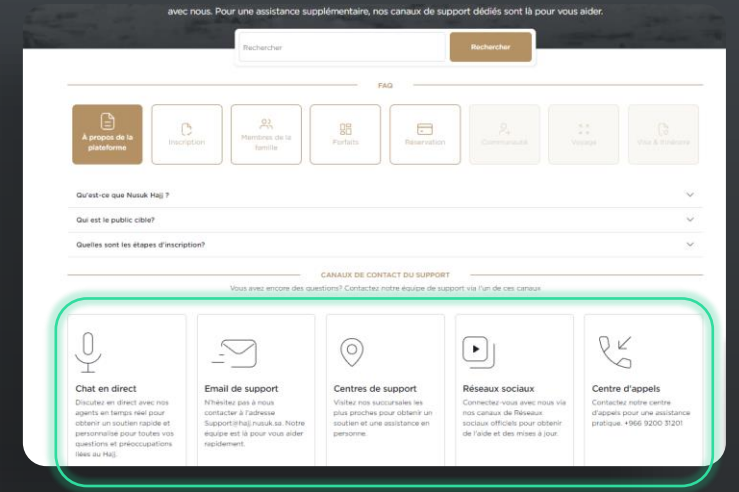 avec nous. Pour une assistance supplémentaire, nos canaux de support dédiés sont là pour vous aider.
Rechercher
Rechercher
FAQ
À propos de la
plateforme
Inscription
Membres de la
famille
Forfaits
Réservation
Communauté
Voyage
Visa & Itinéraire
Qu'est-ce que Nusuk Hajj ?
Qui est le public cible?
Quelles sont les étapes d'inscription?
CANAUX DE CONTACT DU SUPPORT
Vous avez encore des questions? Contactez notre équipe de support via l'un de ces canaux
Chat en direct
Discutez en direct avec nos
agents en temps réel pour
obtenir un soutien rapide et
personnalisé pour toutes vos
questions et préoccupations
liées au Hajj.
Email de support
N'hésitez pas à nous
contacter à l'adresse
Support@hajj.nusuk.sa. Notre
équipe est là pour vous aider
rapidement.
Centres de support
Visitez nos succursales les
plus proches pour obtenir un
soutien et une assistance en
personne.
Réseaux sociaux
Connectez-vous avec nous via
nos canaux de Réseaux
sociaux officiels pour obtenir
de l'aide et des mises à jour.
Centre d'appels
Contactez notre centre
d'appels pour une assistance
pratique. +966 9200 31201